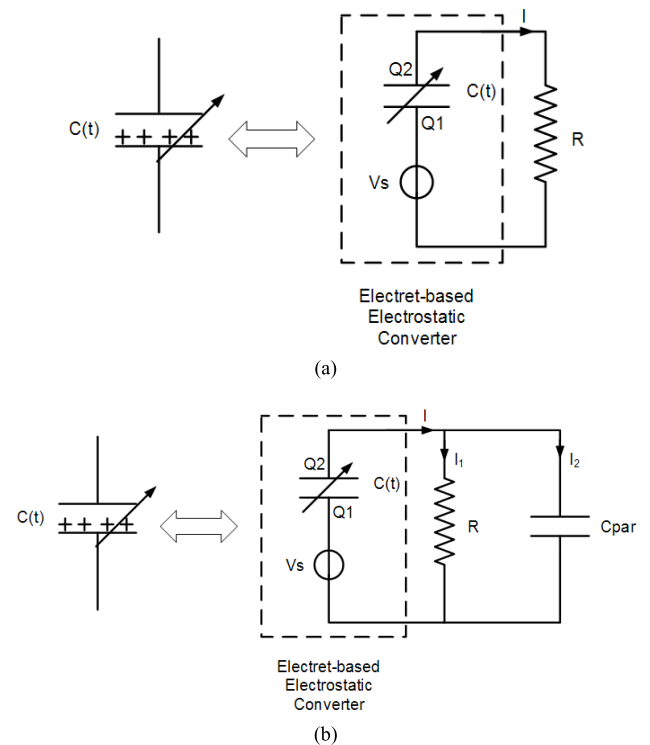 I
Q2
C(t)
C(t)
++++
Q1
R
Vs
Electret-based
Electrostatic
Converter
(a)
I
Q2
I₁
I₂
C(t)
C(t)
++++
Q1
R
Cpar
Vs
Electret-based
Electrostatic
Converter
(b)